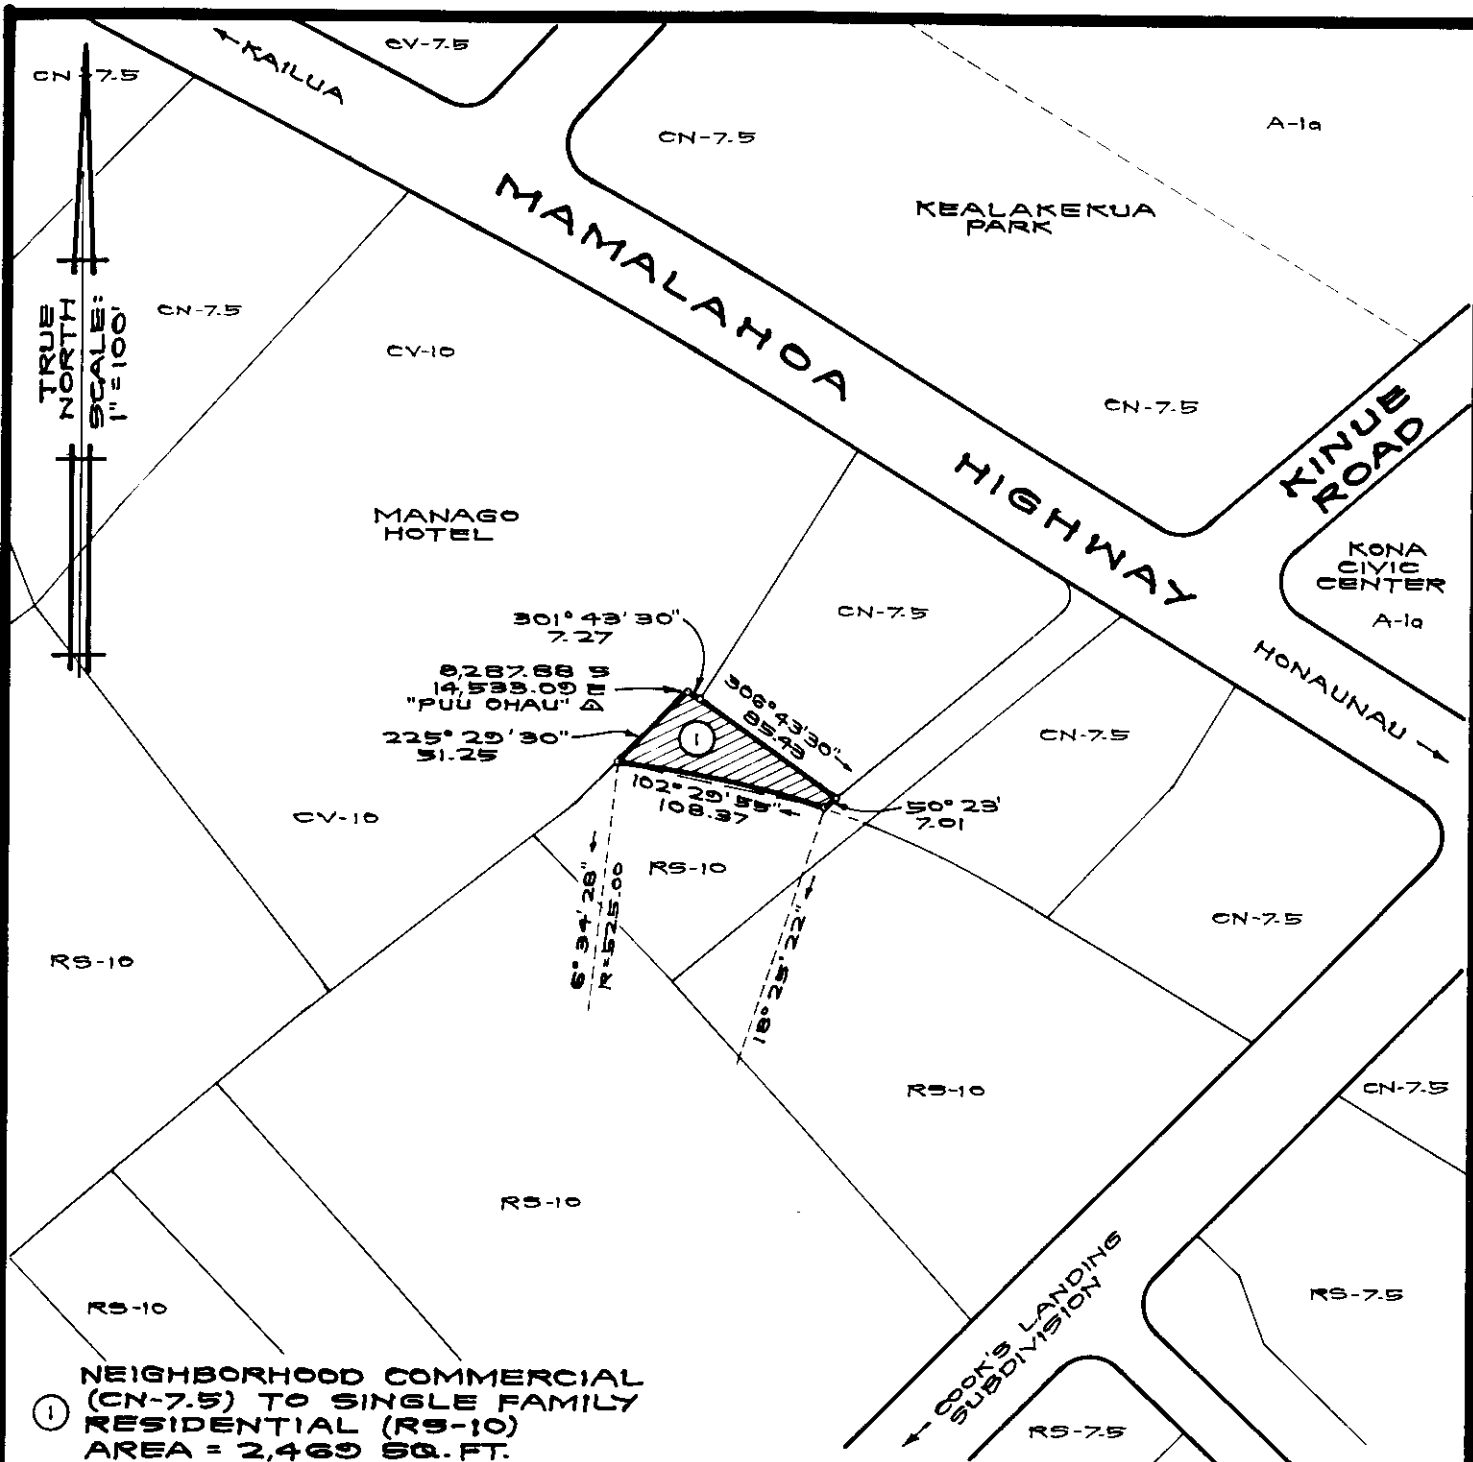 CN-7.5
← KAILUA
CV-7.5
CN-7.5
A-1a
KEALAKEKUA
PARK
MAMALAHOA HIGHWAY
TRUE
NORTH
SCALE:
1"=100'
CN-7.5
CV-10
CN-7.5
KINUE
ROAD
MANAGO
HOTEL
KONA
CIVIC
CENTER
A-1a
CN-7.5
301° 43' 30"
7.27
8,287.88 S
14,533.09 E
"PUU OHAU" △
225° 29' 30"
51.25
1
306° 43' 30"
85.43
HONAUNAU →
CN-7.5
102° 29' 55"
108.37
50° 23'
7.01
CV-10
RS-10
6° 34' 28"
R=525.00
18° 25' 22"
CN-7.5
RS-10
RS-10
CN-7.5
RS-10
RS-10
RS-7.5
← COOK'S LANDING
SUBDIVISION
RS-7.5
1
NEIGHBORHOOD COMMERCIAL
(CN-7.5) TO SINGLE FAMILY
RESIDENTIAL (RS-10)
AREA = 2,469 SQ. FT.